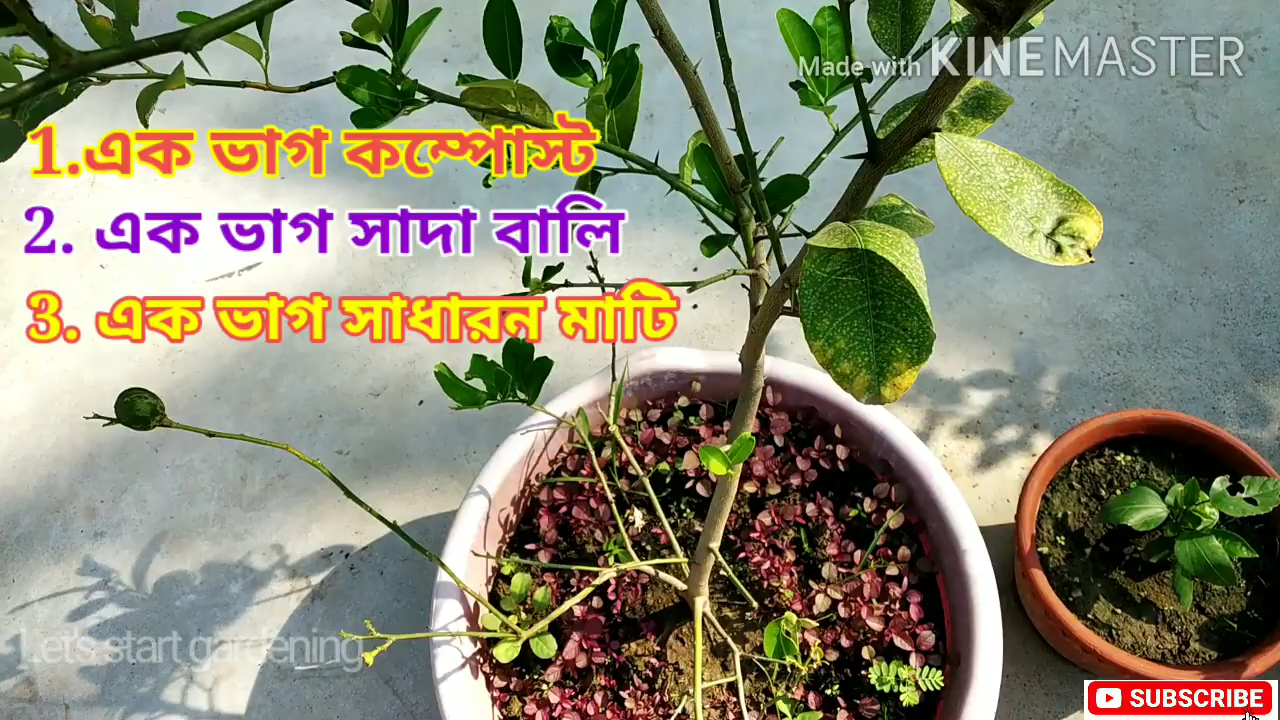 Made with KINEMASTER
1.এক ভাগ কম্পোস্ট
2. এক ভাগ সাদা বালি
3. এক ভাগ সাধারন মাটি
Let's start gardening
SUBSCRIBE